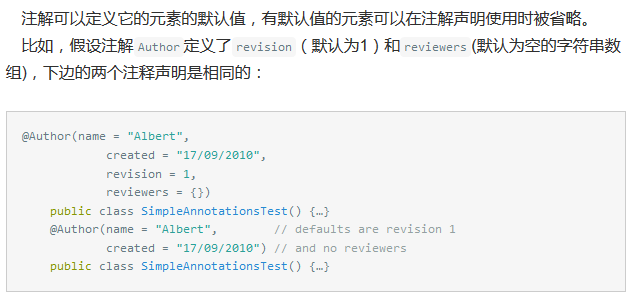 注解可以定义它的元素的默认值，有默认值的元素可以在注解声明使用时被省略。
比如，假设注解 Author 定义了 revision （默认为1）和 reviewers (默认为空的字符串数
组)，下边的两个注释声明是相同的：
@Author(name = "Albert",
created = "17/09/2010",
revision = 1,
reviewers = {})
public class SimpleAnnotationsTest() {…}
@Author(name = "Albert", // defaults are revision 1
created = "17/09/2010") // and no reviewers
public class SimpleAnnotationsTest() {…}